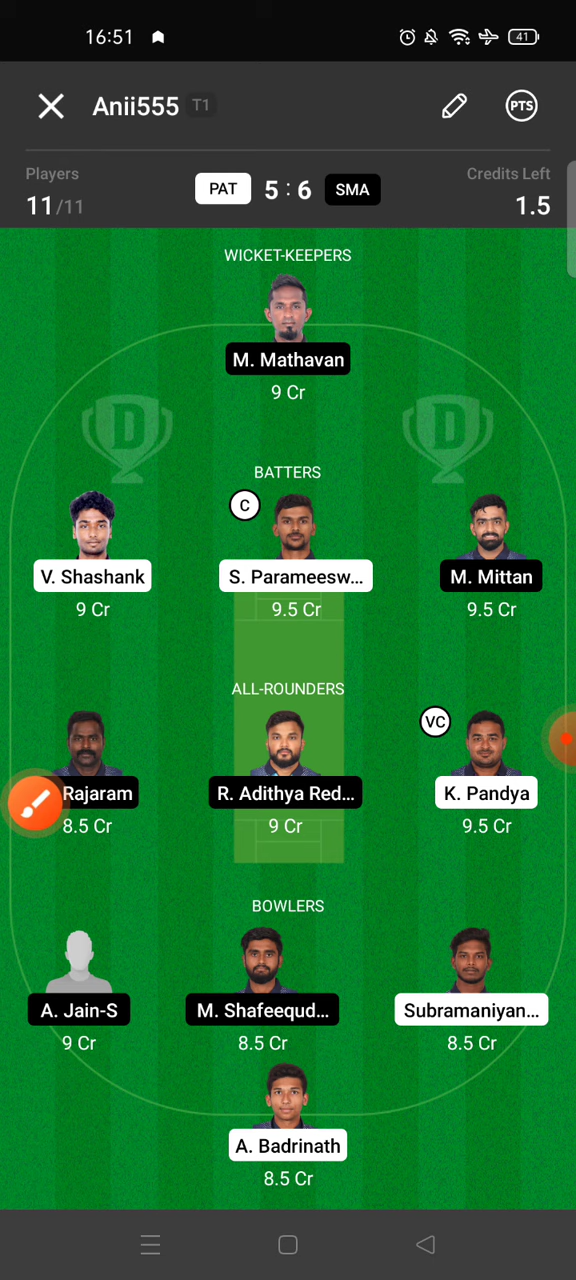 16:51
41
Anii555 T1
PTS
Players
Credits Left
PAT 5 : 6 SMA
11/11
1.5
WICKET-KEEPERS
M. Mathavan
9 Cr
D D
BATTERS
C
V. Shashank S. Parameesw... M. Mittan
9 Cr 9.5 Cr 9.5 Cr
ALL-ROUNDERS
VC
Rajaram R. Adithya Red... K. Pandya
8.5 Cr 9 Cr 9.5 Cr
BOWLERS
A. Jain-S M. Shafeequd... Subramaniyan...
9 Cr 8.5 Cr 8.5 Cr
A. Badrinath
8.5 Cr